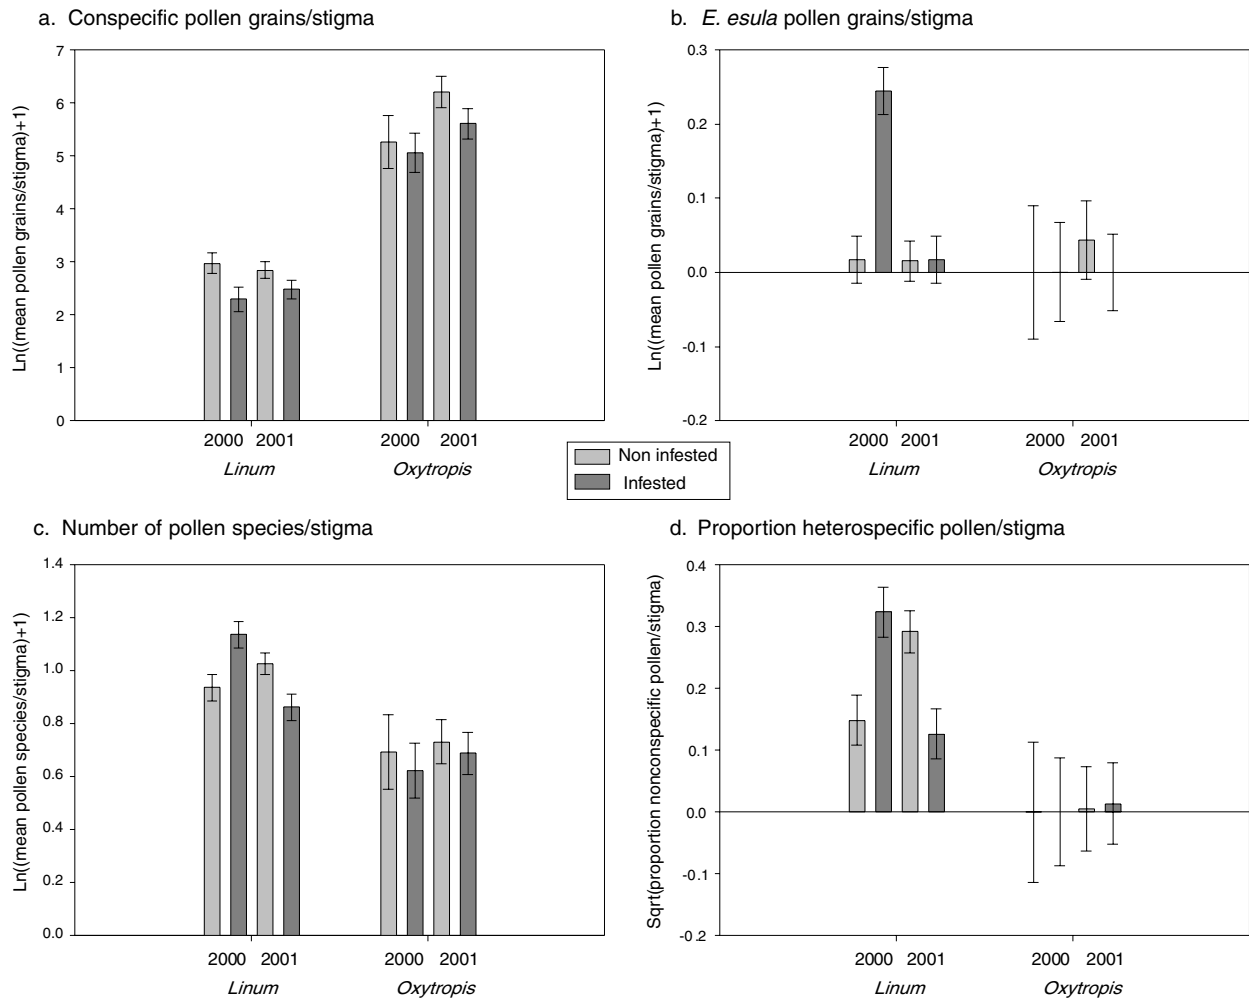 a. Conspecific pollen grains/stigma
Ln((mean pollen grains/stigma)+1)
7
6
5
4
3
2
1
0
2000 2001 2000 2001
Linum Oxytropis
b. E. esula pollen grains/stigma
Ln((mean pollen grains/stigma)+1)
0.3
0.2
0.1
0.0
-0.1
-0.2
2000 2001 2000 2001
Linum Oxytropis
Non infested
Infested
c. Number of pollen species/stigma
Ln((mean pollen species/stigma)+1)
1.4
1.2
1.0
0.8
0.6
0.4
0.2
0.0
2000 2001 2000 2001
Linum Oxytropis
d. Proportion heterospecific pollen/stigma
Sqrt(proportion nonconspecific pollen/stigma)
0.4
0.3
0.2
0.1
0.0
-0.1
-0.2
2000 2001 2000 2001
Linum Oxytropis